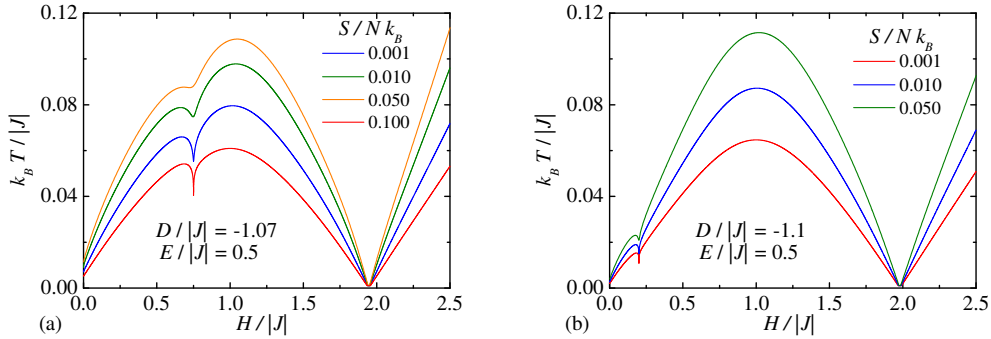 0.12
0.08
0.04
0.00
k_B T / |J|
S / N k_B
0.001
0.010
0.050
0.100
D / |J| = -1.07
E / |J| = 0.5
0.0 0.5 1.0 1.5 2.0 2.5
(a) H / |J|
0.12
0.08
0.04
0.00
k_B T / |J|
S / N k_B
0.001
0.010
0.050
D / |J| = -1.1
E / |J| = 0.5
0.0 0.5 1.0 1.5 2.0 2.5
(b) H / |J|